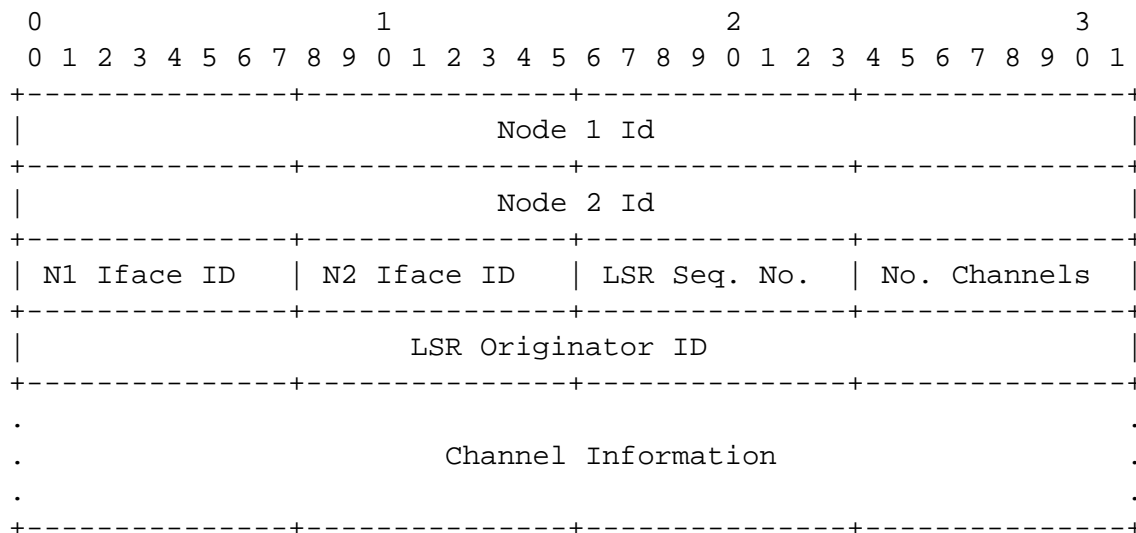 0 1 2 3
0 1 2 3 4 5 6 7 8 9 0 1 2 3 4 5 6 7 8 9 0 1 2 3 4 5 6 7 8 9 0 1
+---------------+---------------+---------------+---------------+
| Node 1 Id |
+---------------+---------------+---------------+---------------+
| Node 2 Id |
+---------------+---------------+---------------+---------------+
| N1 Iface ID | N2 Iface ID | LSR Seq. No. | No. Channels |
+---------------+---------------+---------------+---------------+
| LSR Originator ID |
+---------------+---------------+---------------+---------------+
. .
. Channel Information .
. .
+---------------+---------------+---------------+---------------+